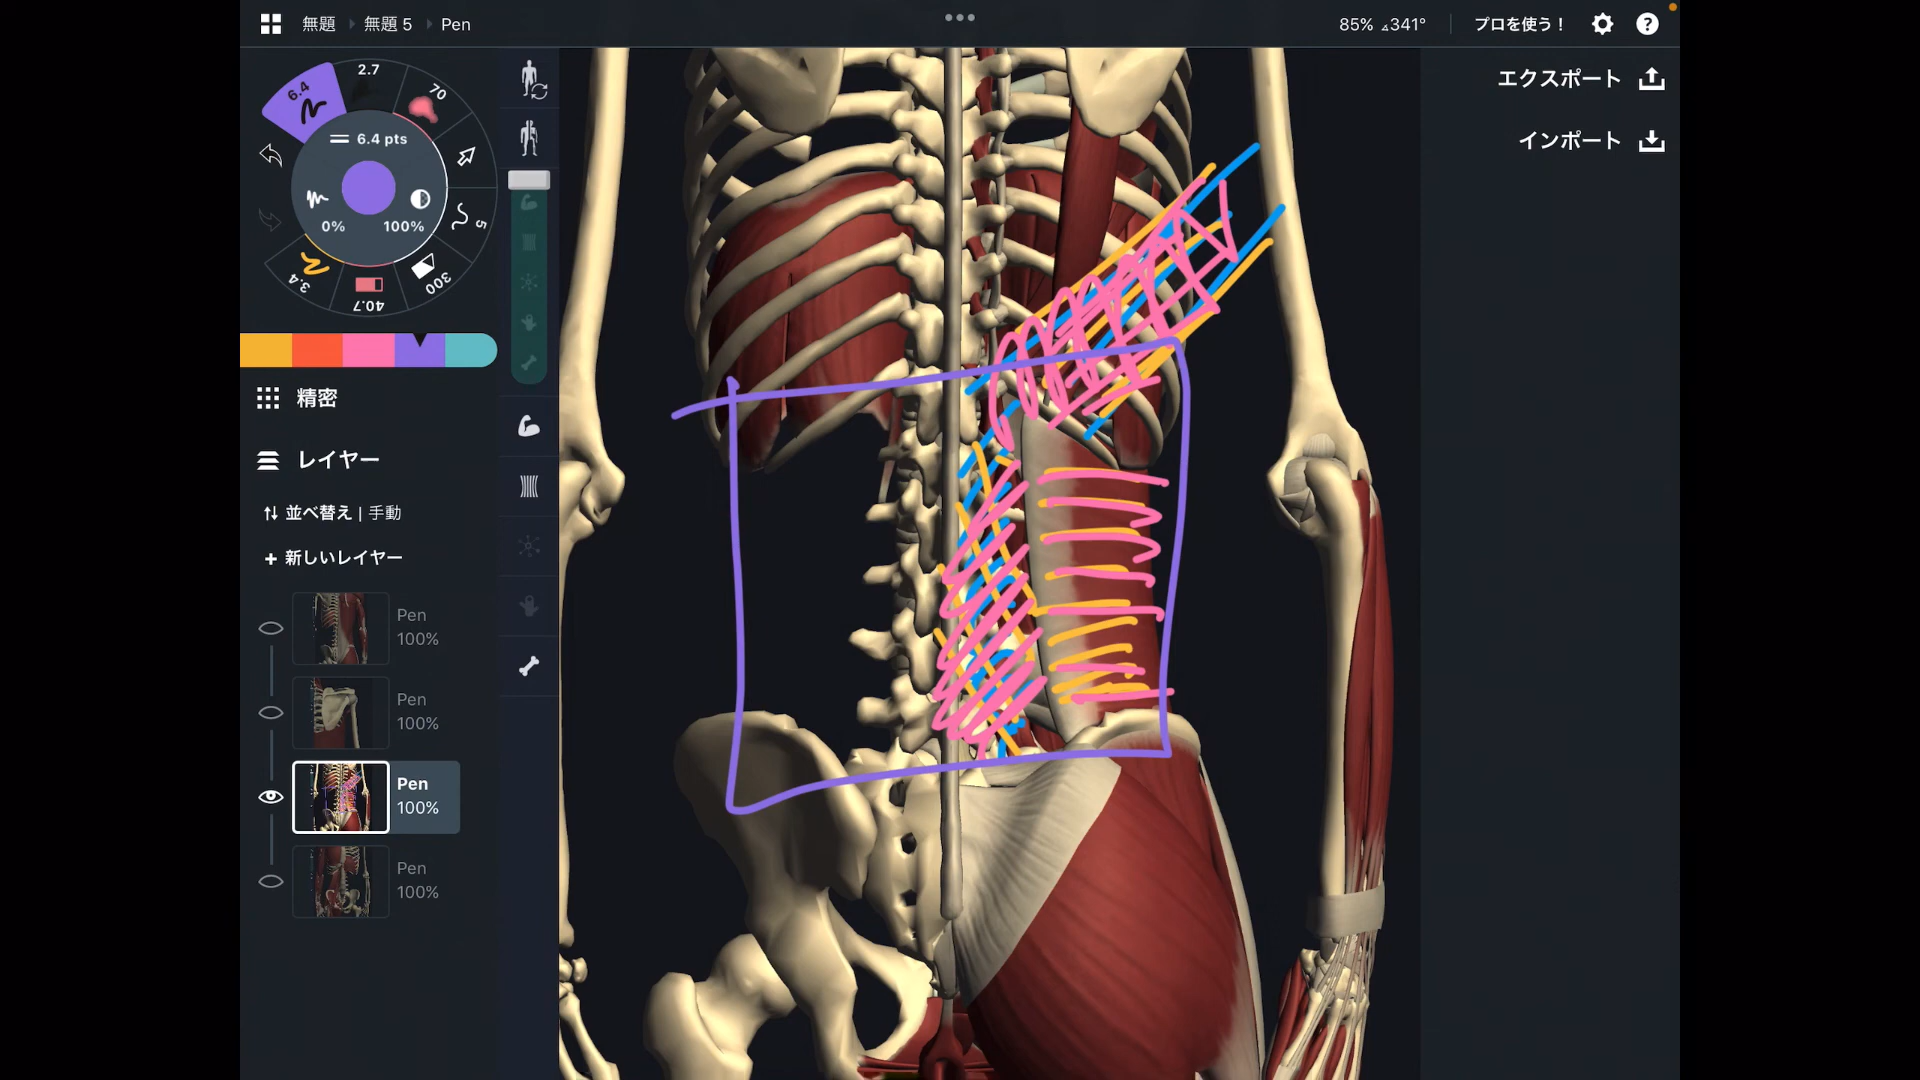 無題 無題 5 Pen
85% ⊿341°
プロを使う！
エクスポート
インポート
2.7
6.4
70
6.4 pts
0%
100%
5
3.4
40.7
300
精密
レイヤー
並べ替え | 手動
+ 新しいレイヤー
Pen
100%
Pen
100%
Pen
100%
Pen
100%